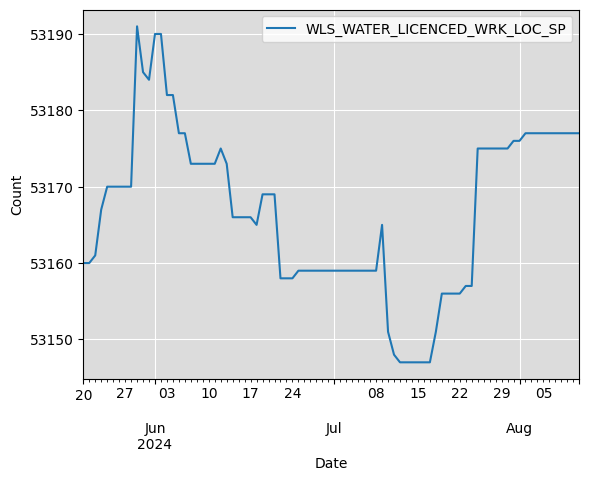 WLS_WATER_LICENCED_WRK_LOC_SP
53190
53180
53170
53160
53150
Count
20 27 03 10 17 24 08 15 22 29 05
Jun Jul Aug
2024
Date